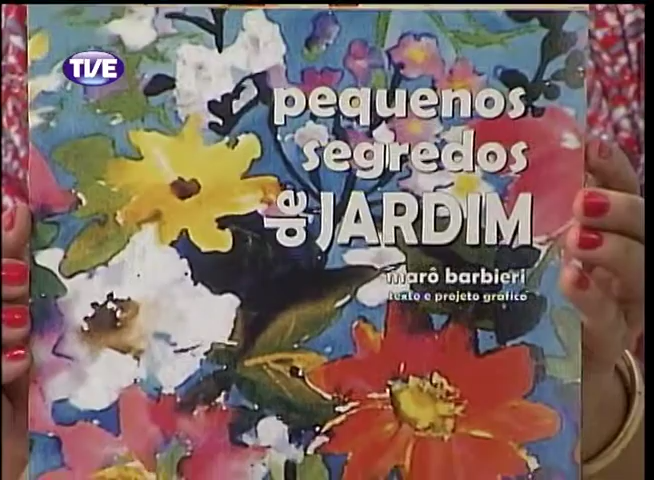 TVE
pequenos
segredos
de JARDIM
marô barbieri
texto e projeto gráfico